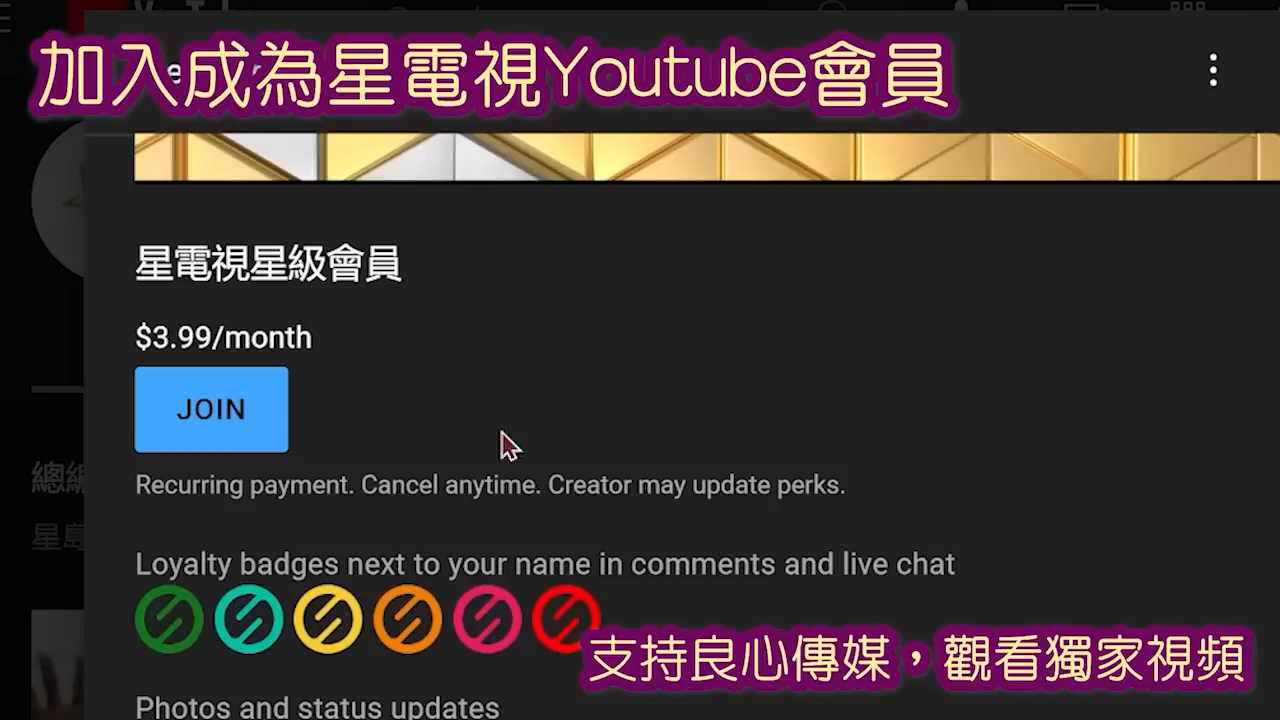 加入成為星電視Youtube會員
星電視星級會員
$3.99/month
JOIN
Recurring payment. Cancel anytime. Creator may update perks.
Loyalty badges next to your name in comments and live chat
支持良心傳媒，觀看獨家視頻
Photos and status updates